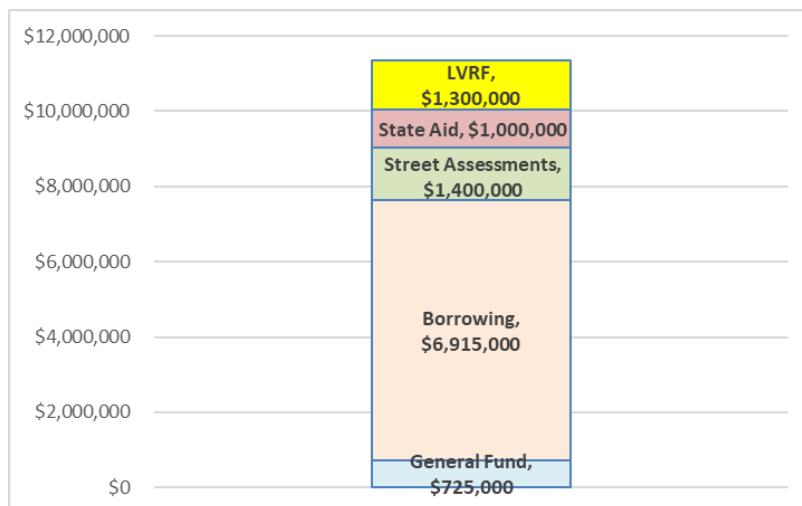 $12,000,000
$10,000,000
$8,000,000
$6,000,000
$4,000,000
$2,000,000
$0
LVRF,
$1,300,000
State Aid, $1,000,000
Street Assessments,
$1,400,000
Borrowing,
$6,915,000
General Fund,
$725,000